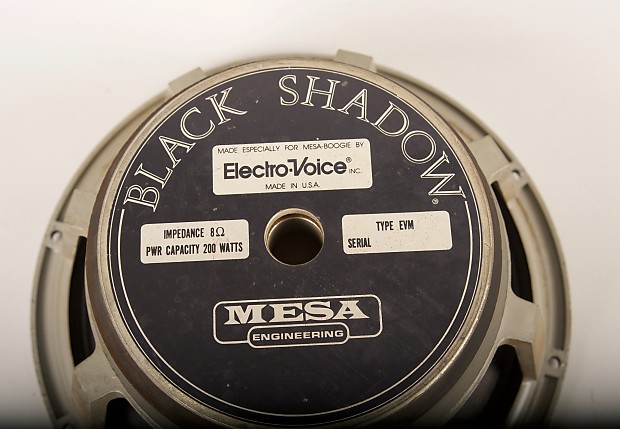 BLACK SHADOW®
MADE ESPECIALLY FOR MESA-BOOGIE BY
Electro-Voice® INC.
MADE IN U.S.A.
IMPEDANCE 8Ω
PWR CAPACITY 200 WATTS
TYPE EVM
SERIAL
MESA
ENGINEERING